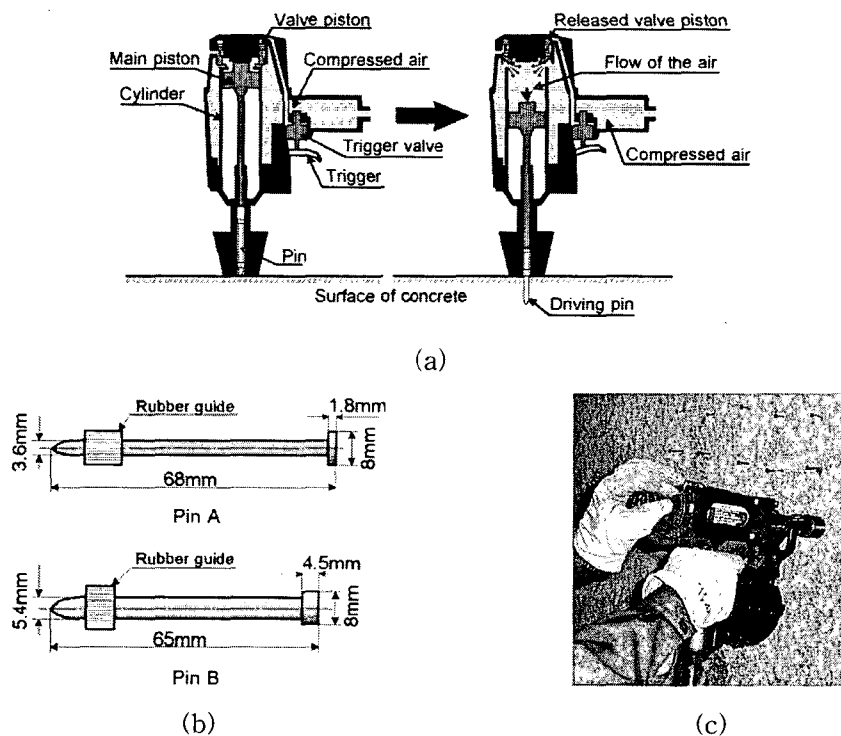 Valve piston
Main piston
Compressed air
Cylinder
Trigger valve
Trigger
Pin
Released valve piston
Flow of the air
Compressed air
Surface of concrete
Driving pin
(a)
Rubber guide
1.8mm
3.6mm
8mm
68mm
Pin A
Rubber guide
4.5mm
5.4mm
8mm
65mm
Pin B
(b)
(c)